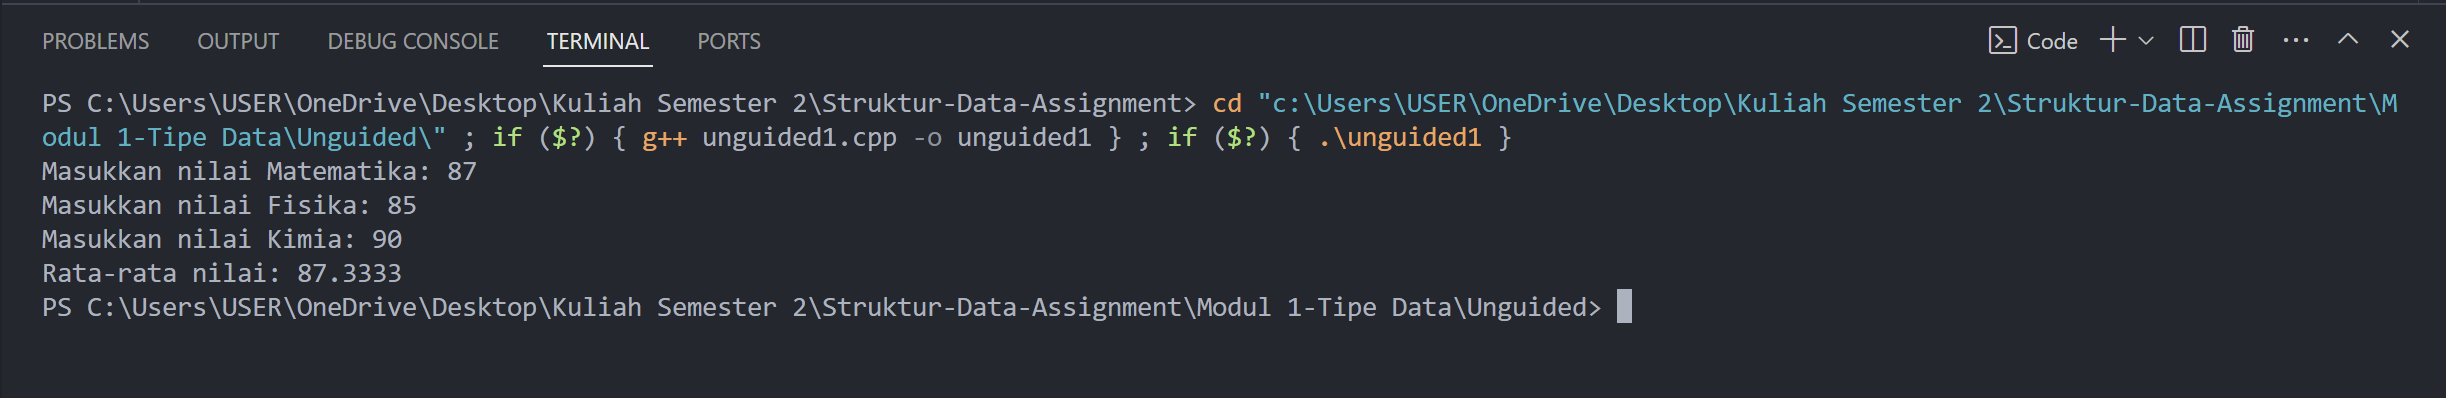 PROBLEMS OUTPUT DEBUG CONSOLE TERMINAL PORTS Code
PS C:\Users\USER\OneDrive\Desktop\Kuliah Semester 2\Struktur-Data-Assignment> cd "c:\Users\USER\OneDrive\Desktop\Kuliah Semester 2\Struktur-Data-Assignment\M
odul 1-Tipe Data\Unguided\" ; if ($?) { g++ unguided1.cpp -o unguided1 } ; if ($?) { .\unguided1 }
Masukkan nilai Matematika: 87
Masukkan nilai Fisika: 85
Masukkan nilai Kimia: 90
Rata-rata nilai: 87.3333
PS C:\Users\USER\OneDrive\Desktop\Kuliah Semester 2\Struktur-Data-Assignment\Modul 1-Tipe Data\Unguided>